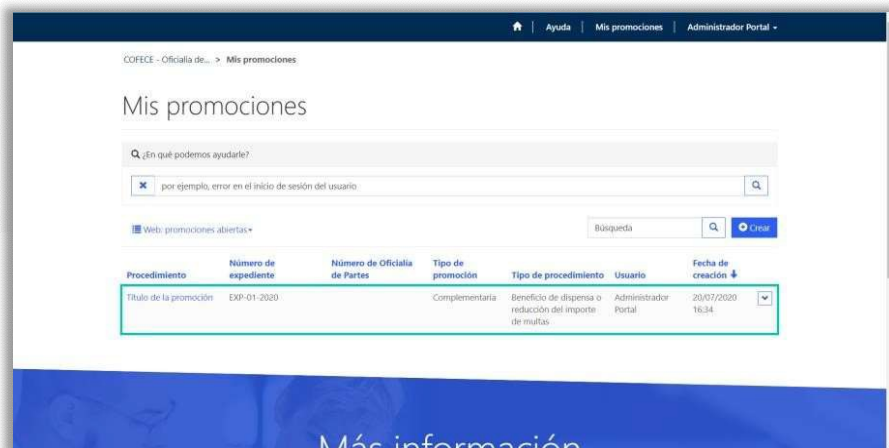 Ayuda | Mis promociones | Administrador Portal
COFECE - Oficialía de... > Mis promociones
Mis promociones
¿En qué podemos ayudarle?
por ejemplo, error en el inicio de sesión del usuario
Web: promociones abiertas
Búsqueda
Crear
Procedimiento
Número de
expediente
Número de Oficialía
de Partes
Tipo de
promoción
Tipo de procedimiento
Usuario
Fecha de
creación
Título de la promoción
EXP-01-2020
Complementaria
Beneficio de dispensa o
reducción del importe
de multas
Administrador
Portal
20/07/2020
16:34
Más información